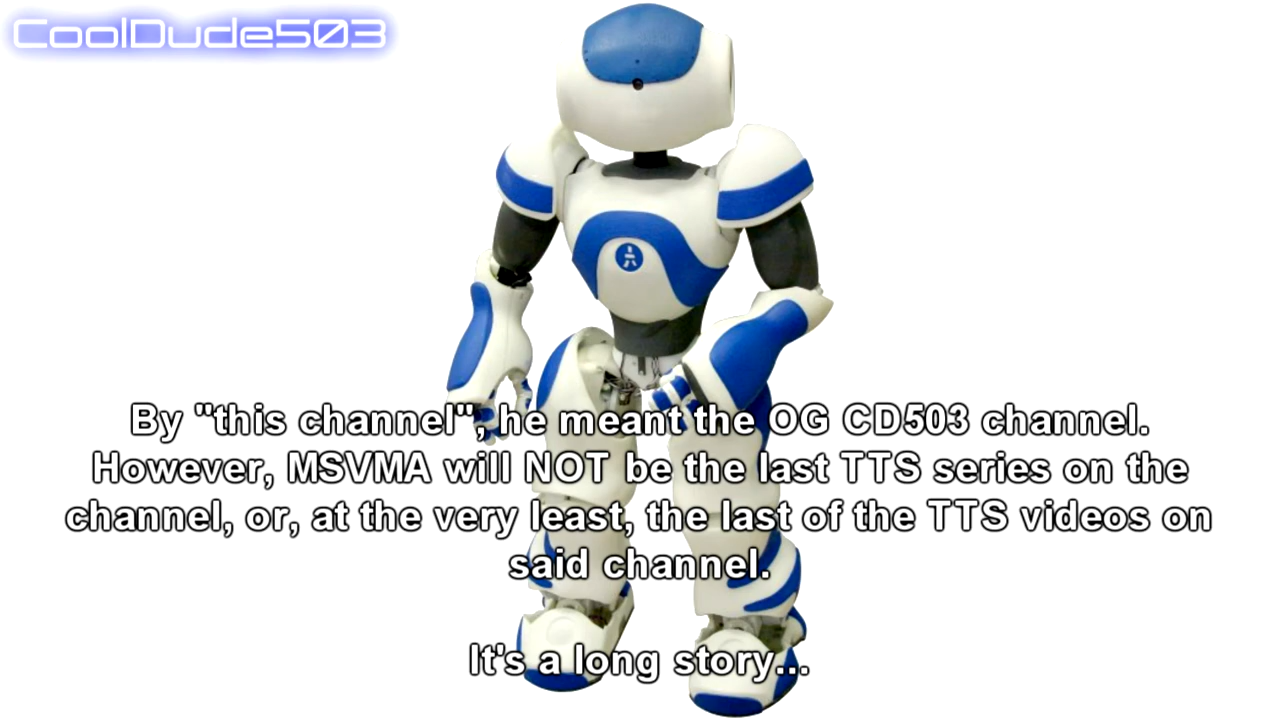 CoolDude503
By "this channel", he meant the OG CD503 channel.
However, MSVMA will NOT be the last TTS series on the
channel, or, at the very least, the last of the TTS videos on
said channel.
It's a long story...